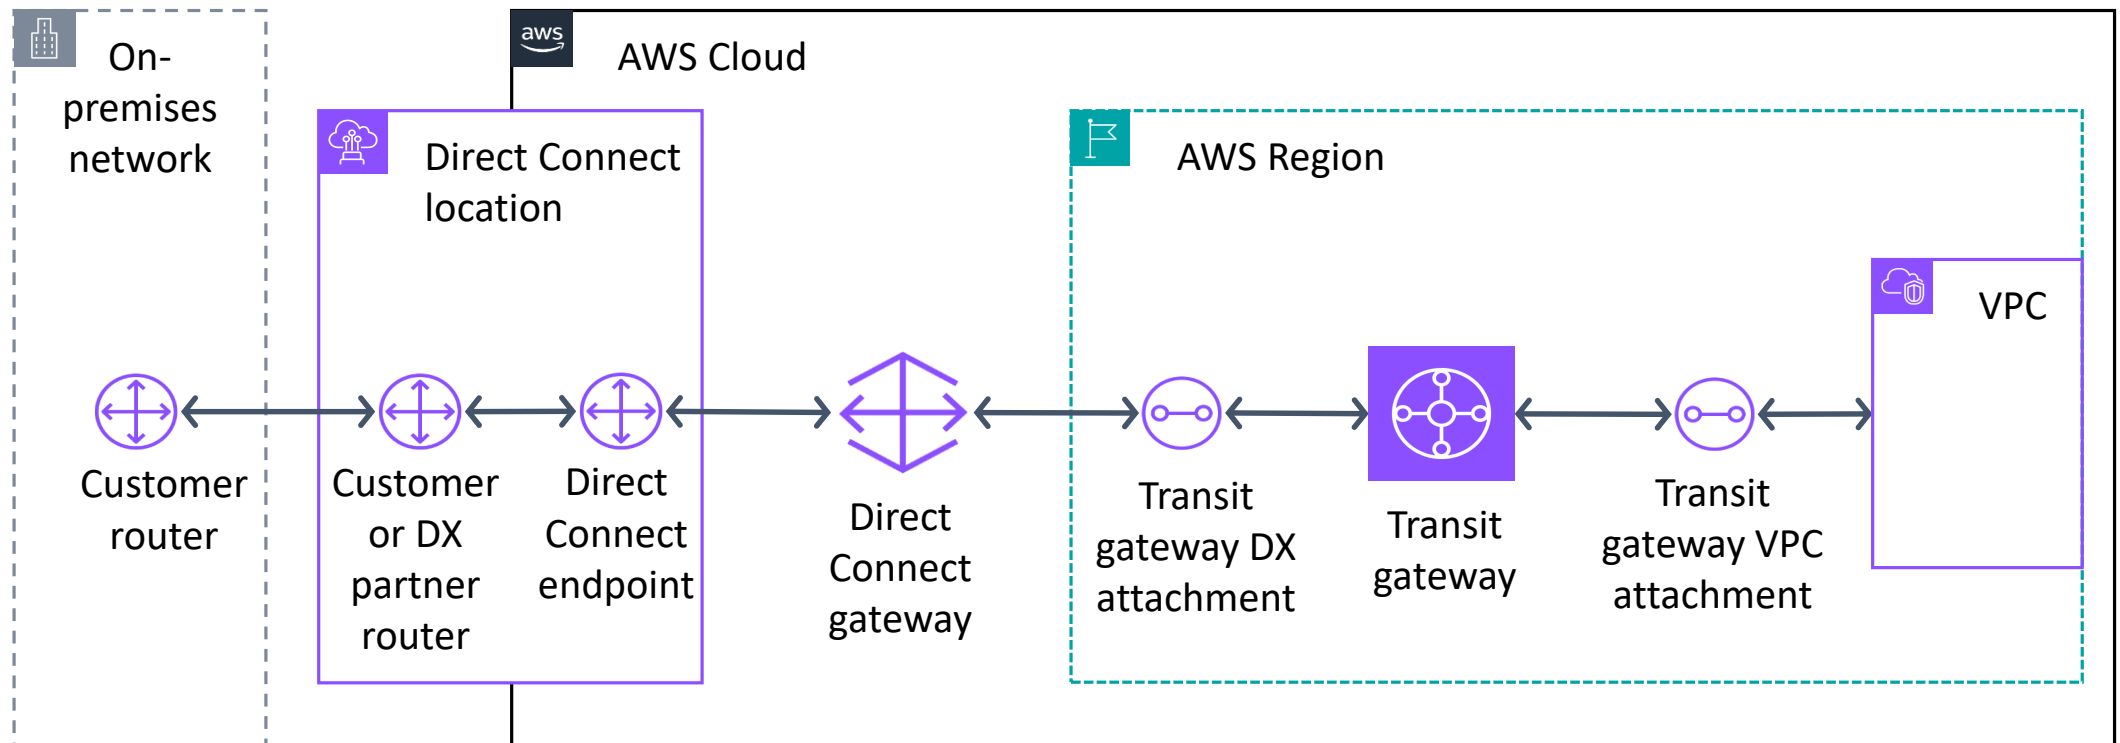 On-
premises
network
aws
AWS Cloud
Direct Connect
location
AWS Region
VPC
Customer
router
Customer
or DX
partner
router
Direct
Connect
endpoint
Direct
Connect
gateway
Transit
gateway DX
attachment
Transit
gateway
Transit
gateway VPC
attachment